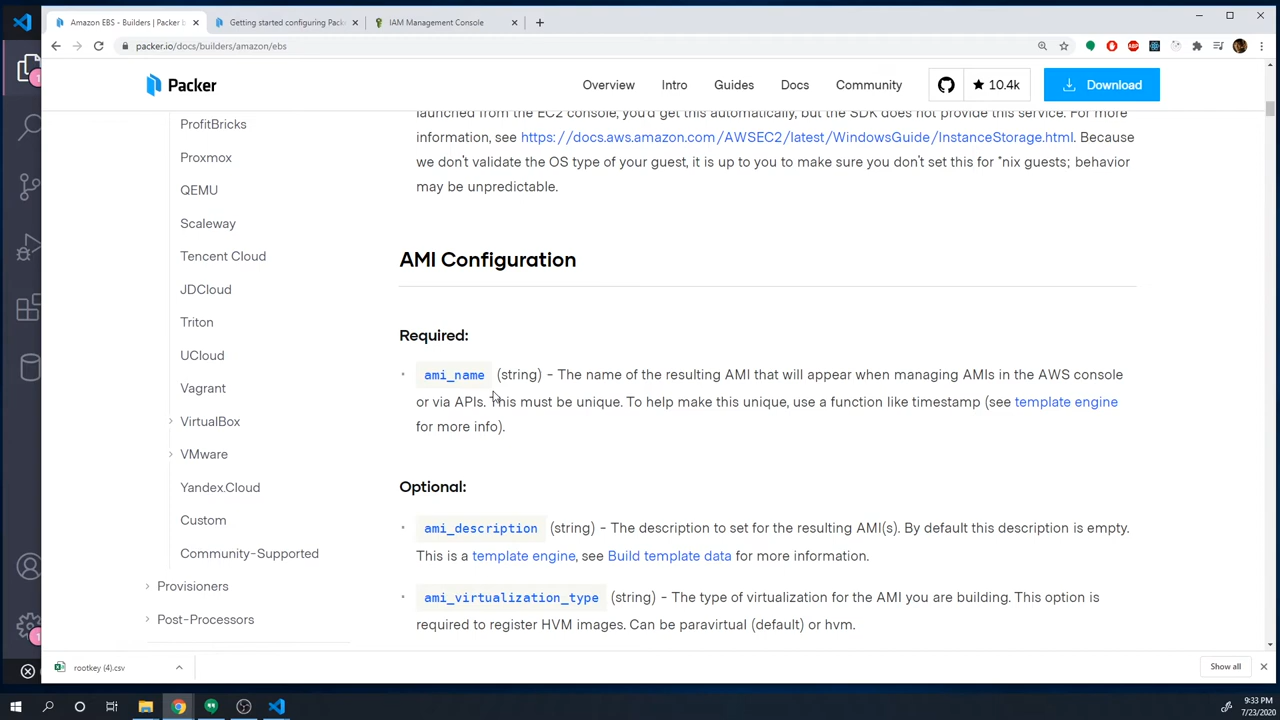 Amazon EBS - Builders | Packer b
Getting started configuring Pack
IAM Management Console
packer.io/docs/builders/amazon/ebs
Packer
Guides
Intro
Overview
Docs
Community
10.4k
Download
ProfitBricks
Proxmox
QEMU
Scaleway
Tencent Cloud
JDCloud
Triton
UCloud
Vagrant
VirtualBox
VMware
Yandex.Cloud
Custom
Community-Supported
Provisioners
Post-Processors
launched from the EC2 console, you'd get this automatically, but the SDK does not provide this service. For more
information, see https://docs.aws.amazon.com/AWSEC2/latest/WindowsGuide/InstanceStorage.html. Because
we don't validate the OS type of your guest, it is up to you to make sure you don't set this for *nix guests; behavior
may be unpredictable.
AMI Configuration
Required:
ami_name (string) - The name of the resulting AMI that will appear when managing AMIs in the AWS console
or via APIs. This must be unique. To help make this unique, use a function like timestamp (see template engine
for more info).
Optional:
ami_description (string) - The description to set for the resulting AMI(s). By default this description is empty.
This is a template engine, see Build template data for more information.
ami_virtualization_type (string) - The type of virtualization for the AMI you are building. This option is
required to register HVM images. Can be paravirtual (default) or hvm.
rootkey (4).csv
Show all
9:33 PM
7/23/2020